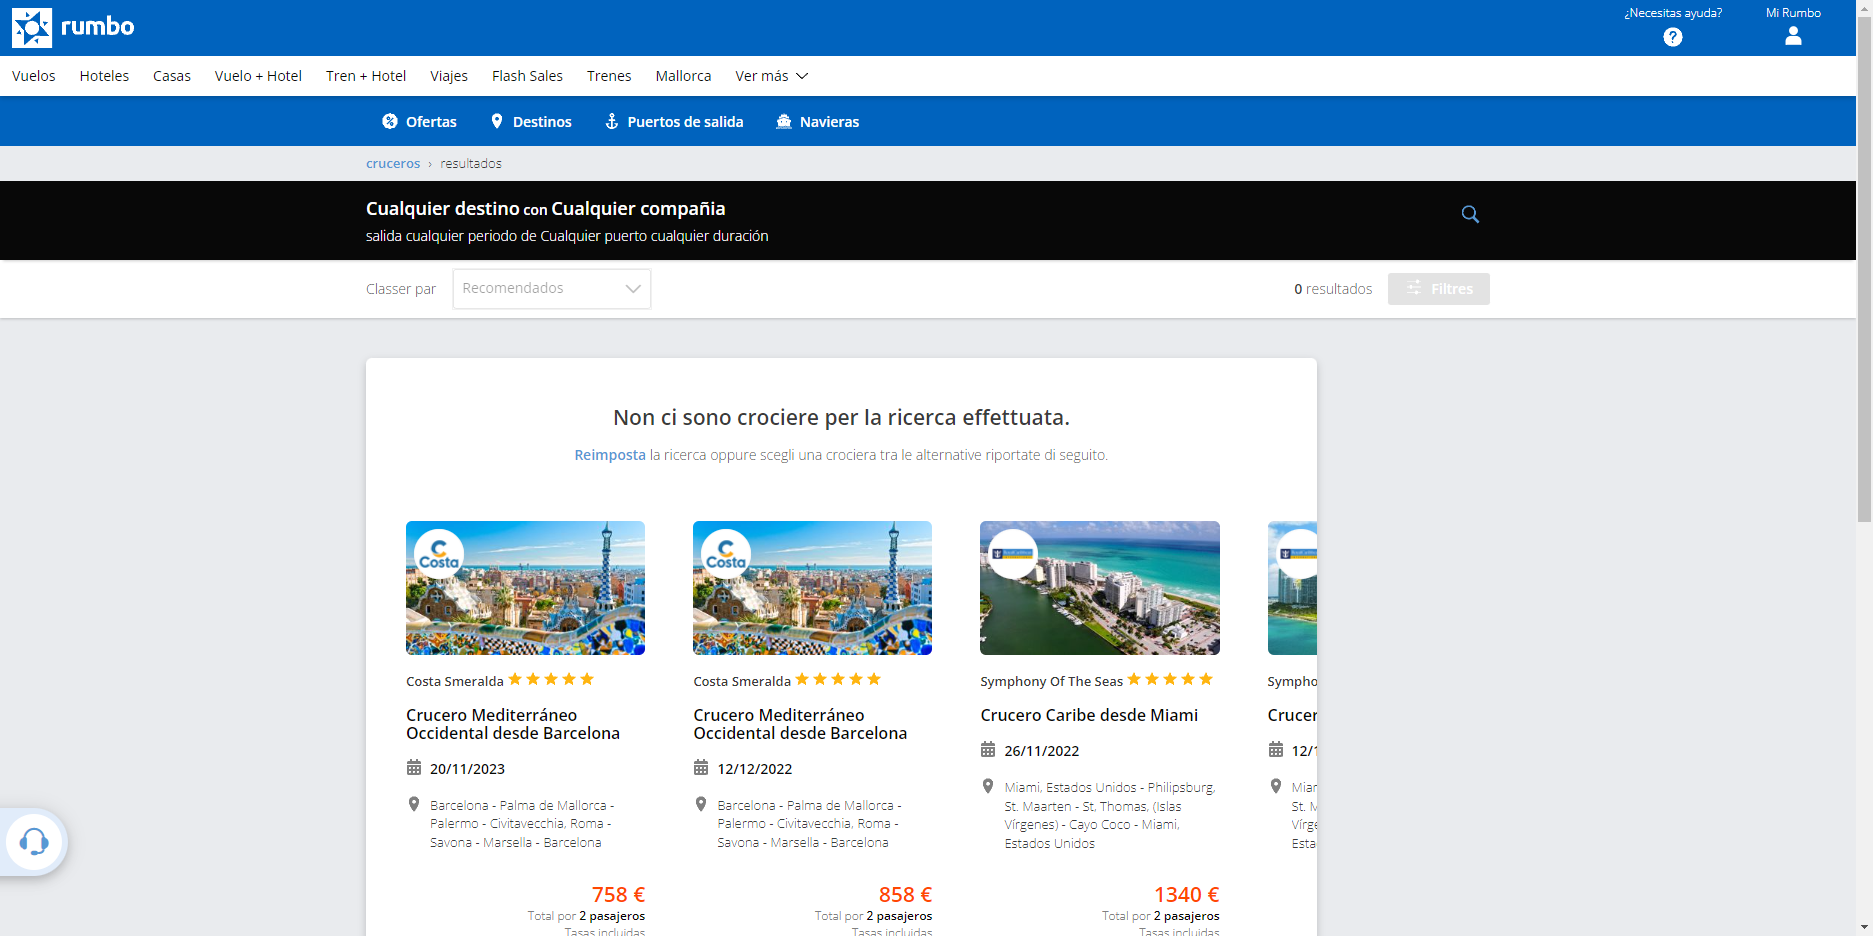 rumbo
¿Necesitas ayuda?
Mi Rumbo
Vuelos Hoteles Casas Vuelo + Hotel Tren + Hotel Viajes Flash Sales Trenes Mallorca Ver más
Ofertas Destinos Puertos de salida Navieras
cruceros › resultados
Cualquier destino con Cualquier compañia
salida cualquier periodo de Cualquier puerto cualquier duración
Classer par Recomendados
0 resultados Filtres
Non ci sono crociere per la ricerca effettuata.
Reimposta la ricerca oppure scegli una crociera tra le alternative riportate di seguito.
Costa
Costa Smeralda
Crucero Mediterráneo
Occidental desde Barcelona
20/11/2023
Barcelona - Palma de Mallorca -
Palermo - Civitavecchia, Roma -
Savona - Marsella - Barcelona
758 €
Total por 2 pasajeros
Tasas incluidas
Costa
Costa Smeralda
Crucero Mediterráneo
Occidental desde Barcelona
12/12/2022
Barcelona - Palma de Mallorca -
Palermo - Civitavecchia, Roma -
Savona - Marsella - Barcelona
858 €
Total por 2 pasajeros
Tasas incluidas
Symphony Of The Seas
Crucero Caribe desde Miami
26/11/2022
Miami, Estados Unidos - Philipsburg,
St. Maarten - St, Thomas, (Islas
Vírgenes) - Cayo Coco - Miami,
Estados Unidos
1340 €
Total por 2 pasajeros
Tasas incluidas
Sympho
Crucer
12/1
Miar
St. M
Vírge
Esta